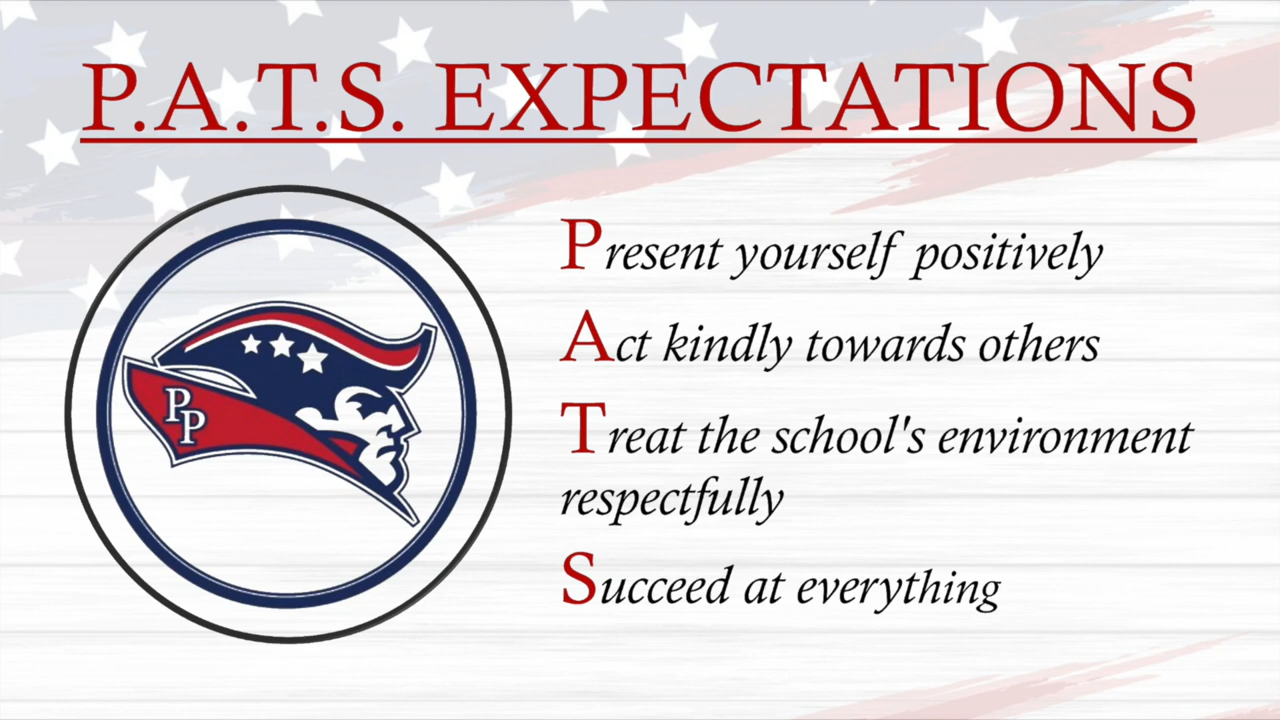 P.A.T.S. EXPECTATIONS
Present yourself positively
Act kindly towards others
Treat the school's environment
respectfully
Succeed at everything
PP